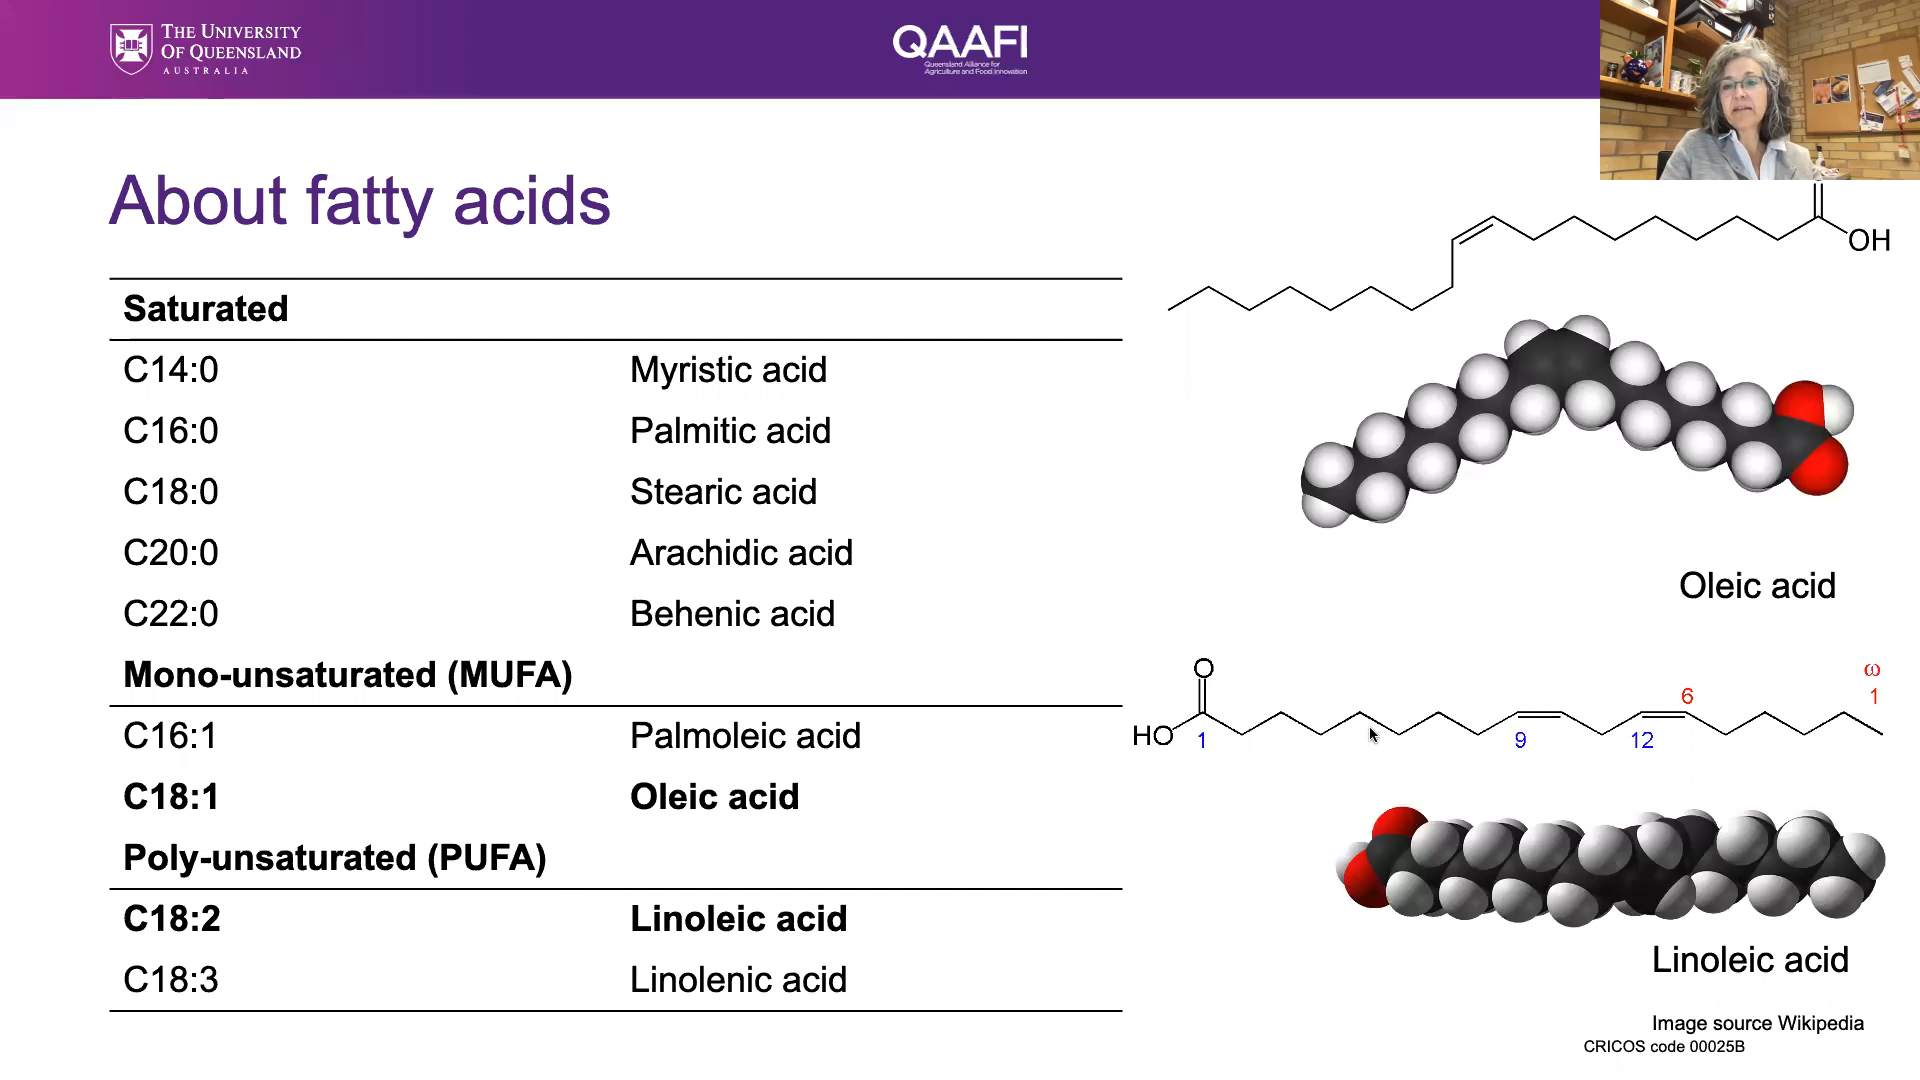 THE UNIVERSITY
OF QUEENSLAND
AUSTRALIA
QAAFI
Queensland Alliance for
Agriculture and Food Innovation
About fatty acids
OH
Saturated
C14:0 Myristic acid
C16:0 Palmitic acid
C18:0 Stearic acid
C20:0 Arachidic acid
C22:0 Behenic acid
Oleic acid
Mono-unsaturated (MUFA)
C16:1 Palmoleic acid
C18:1 Oleic acid
Poly-unsaturated (PUFA)
C18:2 Linoleic acid
C18:3 Linolenic acid
O
ω
6 1
HO 1 9 12
Linoleic acid
Image source Wikipedia
CRICOS code 00025B